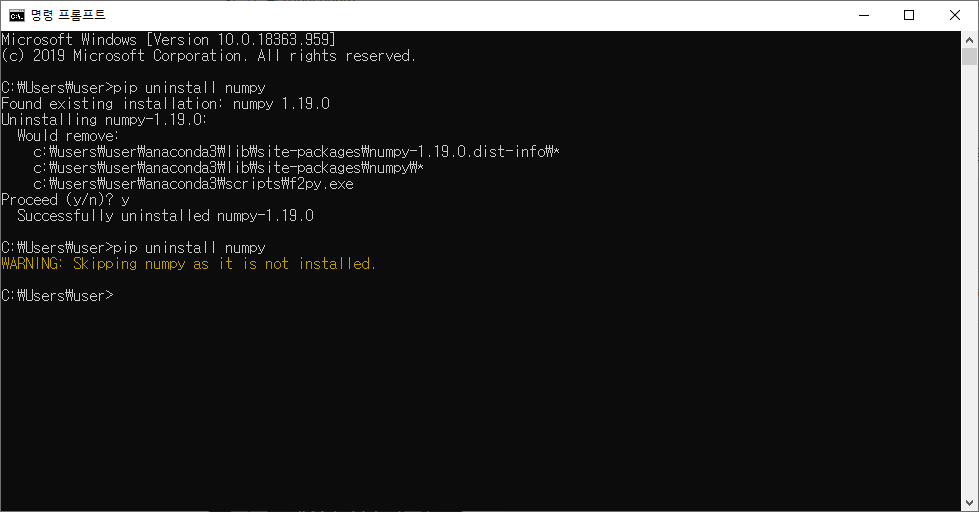 명령 프롬프트
Microsoft Windows [Version 10.0.18363.959]
(c) 2019 Microsoft Corporation. All rights reserved.
C:₩Users₩user>pip uninstall numpy
Found existing installation: numpy 1.19.0
Uninstalling numpy-1.19.0:
Would remove:
c:₩users₩user₩anaconda3₩lib₩site-packages₩numpy-1.19.0.dist-info₩*
c:₩users₩user₩anaconda3₩lib₩site-packages₩numpy₩*
c:₩users₩user₩anaconda3₩scripts₩f2py.exe
Proceed (y/n)? y
Successfully uninstalled numpy-1.19.0
C:₩Users₩user>pip uninstall numpy
WARNING: Skipping numpy as it is not installed.
C:₩Users₩user>